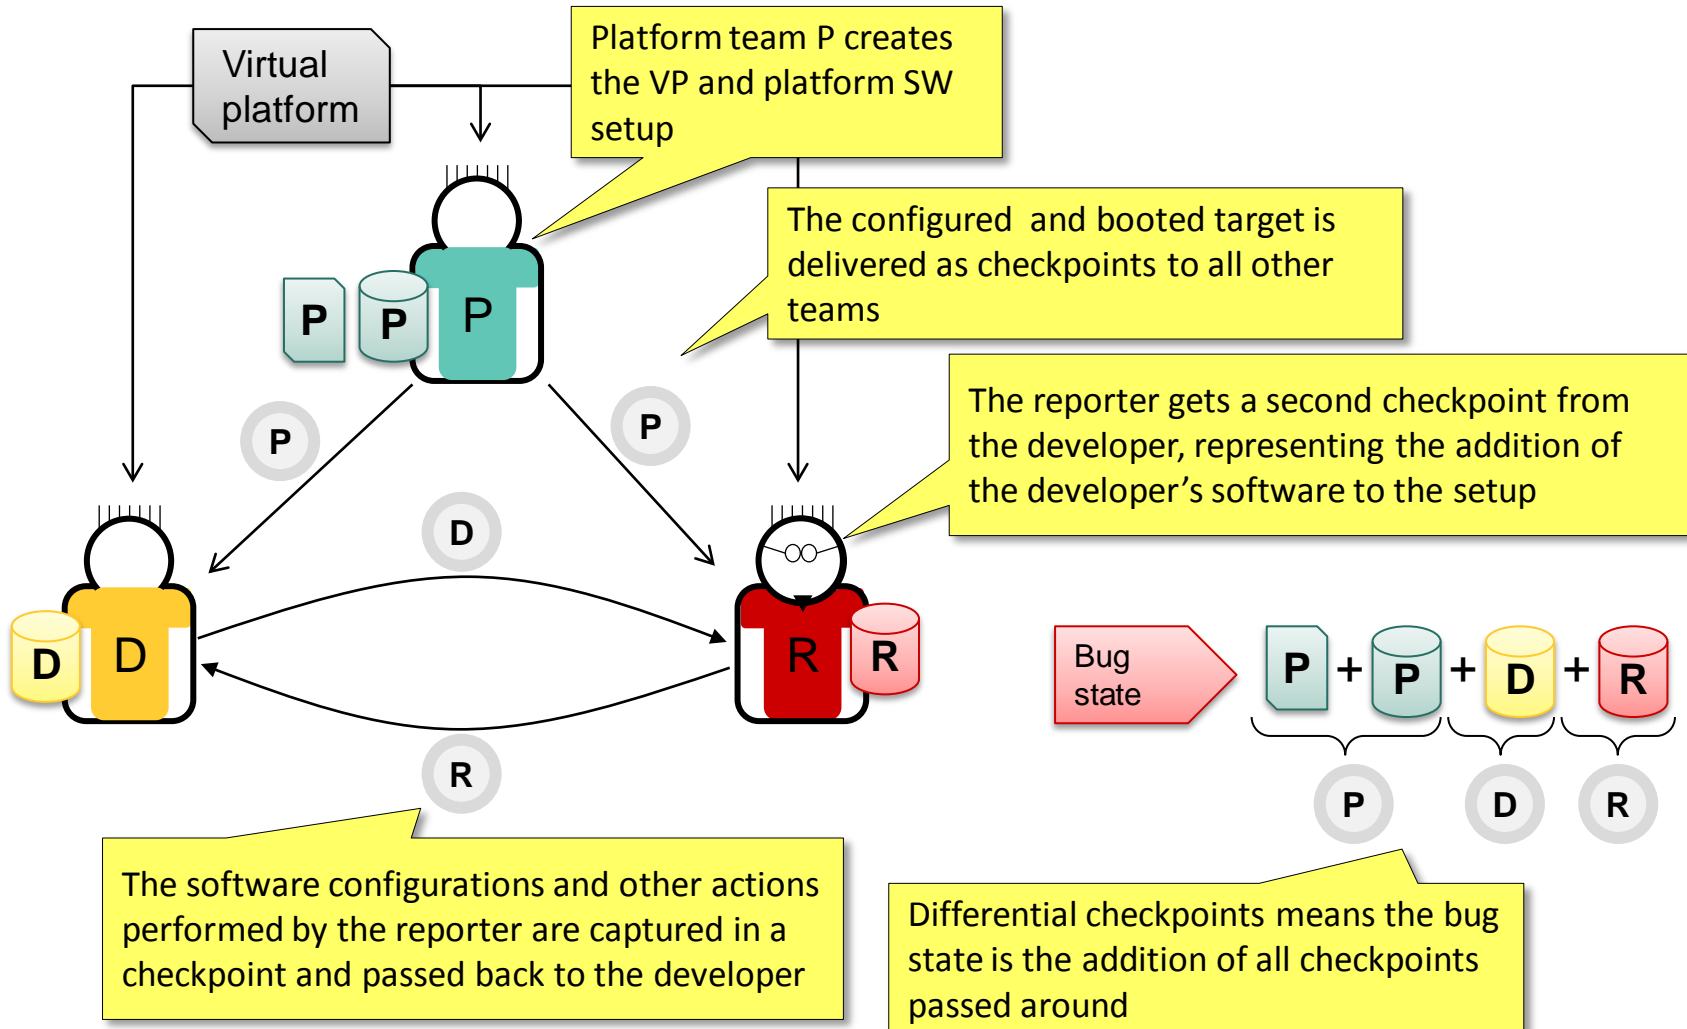 Virtual
platform
Platform team P creates
the VP and platform SW
setup
The configured and booted target is
delivered as checkpoints to all other
teams
P
P
P
P
P
The reporter gets a second checkpoint from
the developer, representing the addition of
the developer's software to the setup
D
D
D
R
R
R
Bug
state
P + P + D + R
P
D
R
The software configurations and other actions
performed by the reporter are captured in a
checkpoint and passed back to the developer
Differential checkpoints means the bug
state is the addition of all checkpoints
passed around